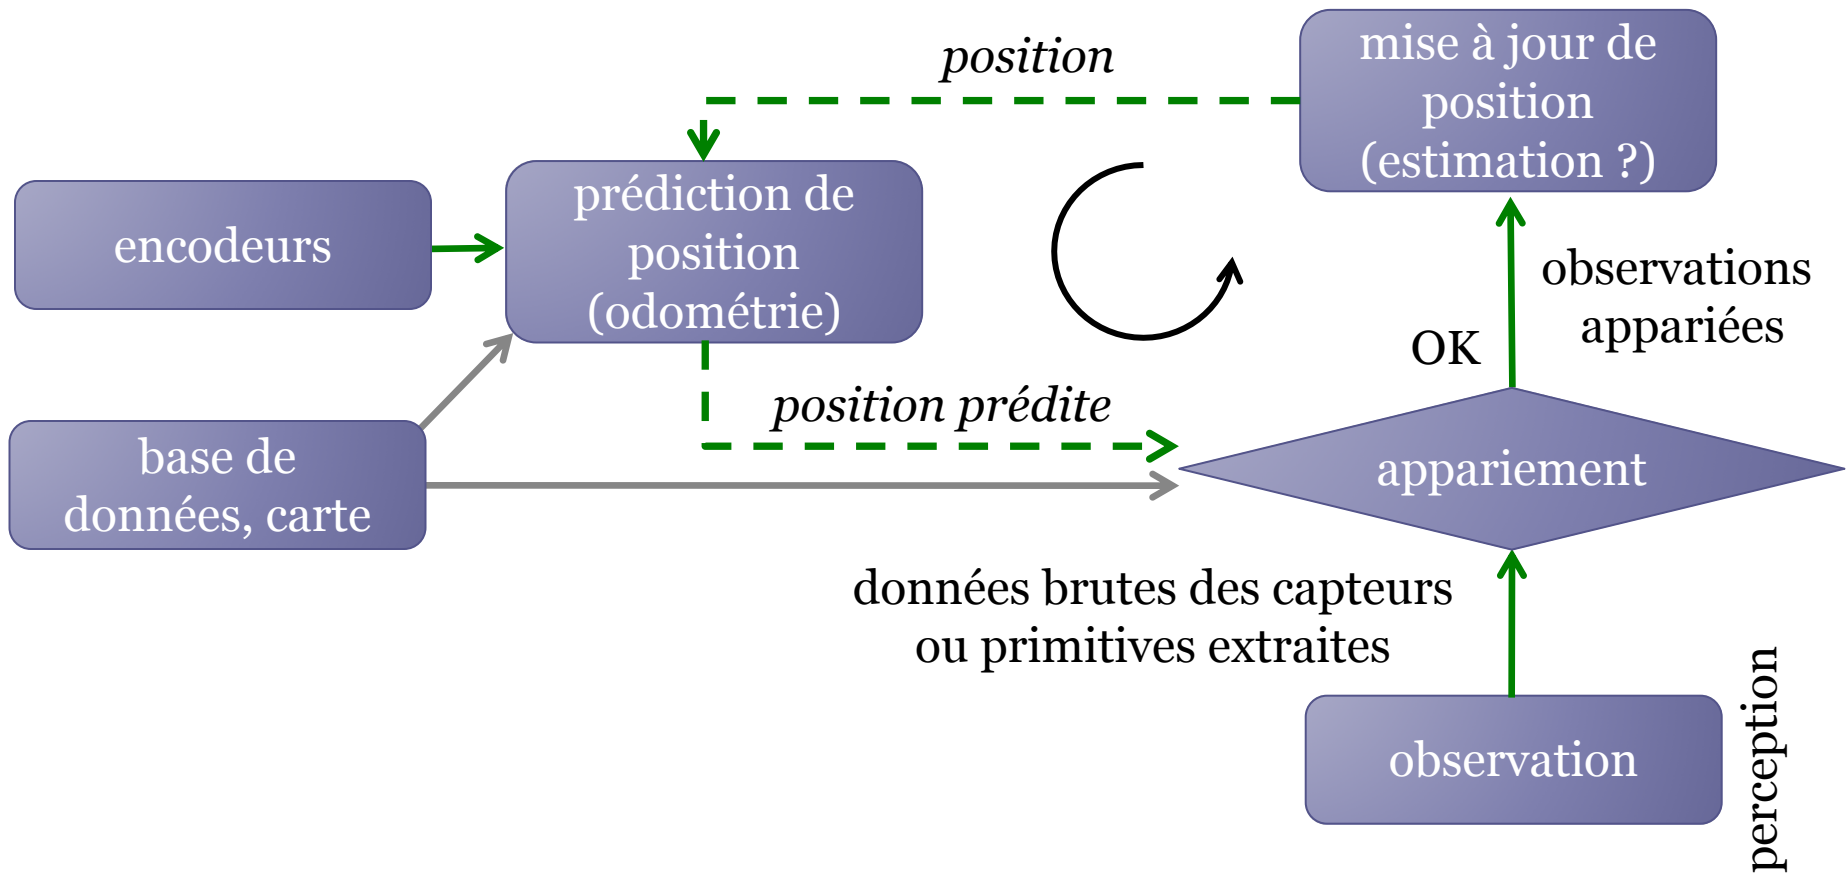 position
mise à jour de
position
(estimation ?)
encodeurs
prédiction de
position
(odométrie)
observations
appariées
OK
position prédite
base de
données, carte
appariement
données brutes des capteurs
ou primitives extraites
observation
perception